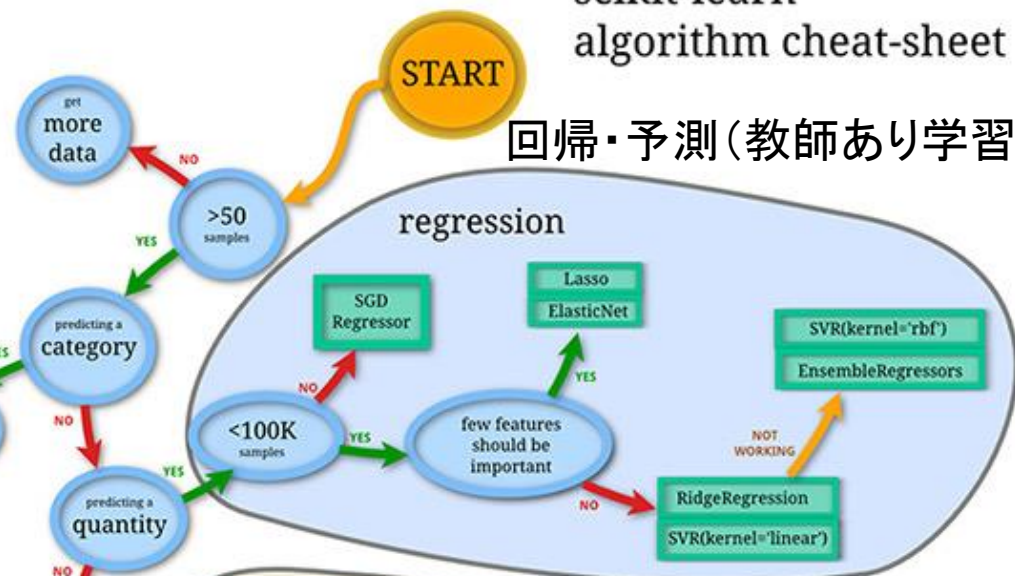 scikit-learn
algorithm cheat-sheet
START
回帰・予測(教師あり学習
get
more
data
NO
>50
samples
YES
regression
predicting a
category
NO
SGD
Regressor
NO
Lasso
ElasticNet
YES
SVR(kernel='rbf')
EnsembleRegressors
NOT
WORKING
<100K
samples
YES
few features
should be
important
NO
RidgeRegression
SVR(kernel='linear')
YES
predicting a
quantity
NO